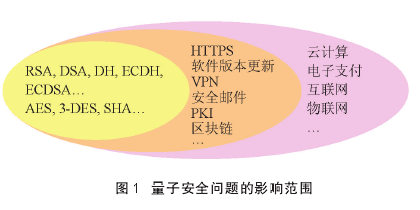 RSA, DSA, DH, ECDH,
ECDSA…
AES, 3-DES, SHA…
HTTPS
软件版本更新
VPN
安全邮件
PKI
区块链
…
云计算
电子支付
互联网
物联网
…
图 1 量子安全问题的影响范围